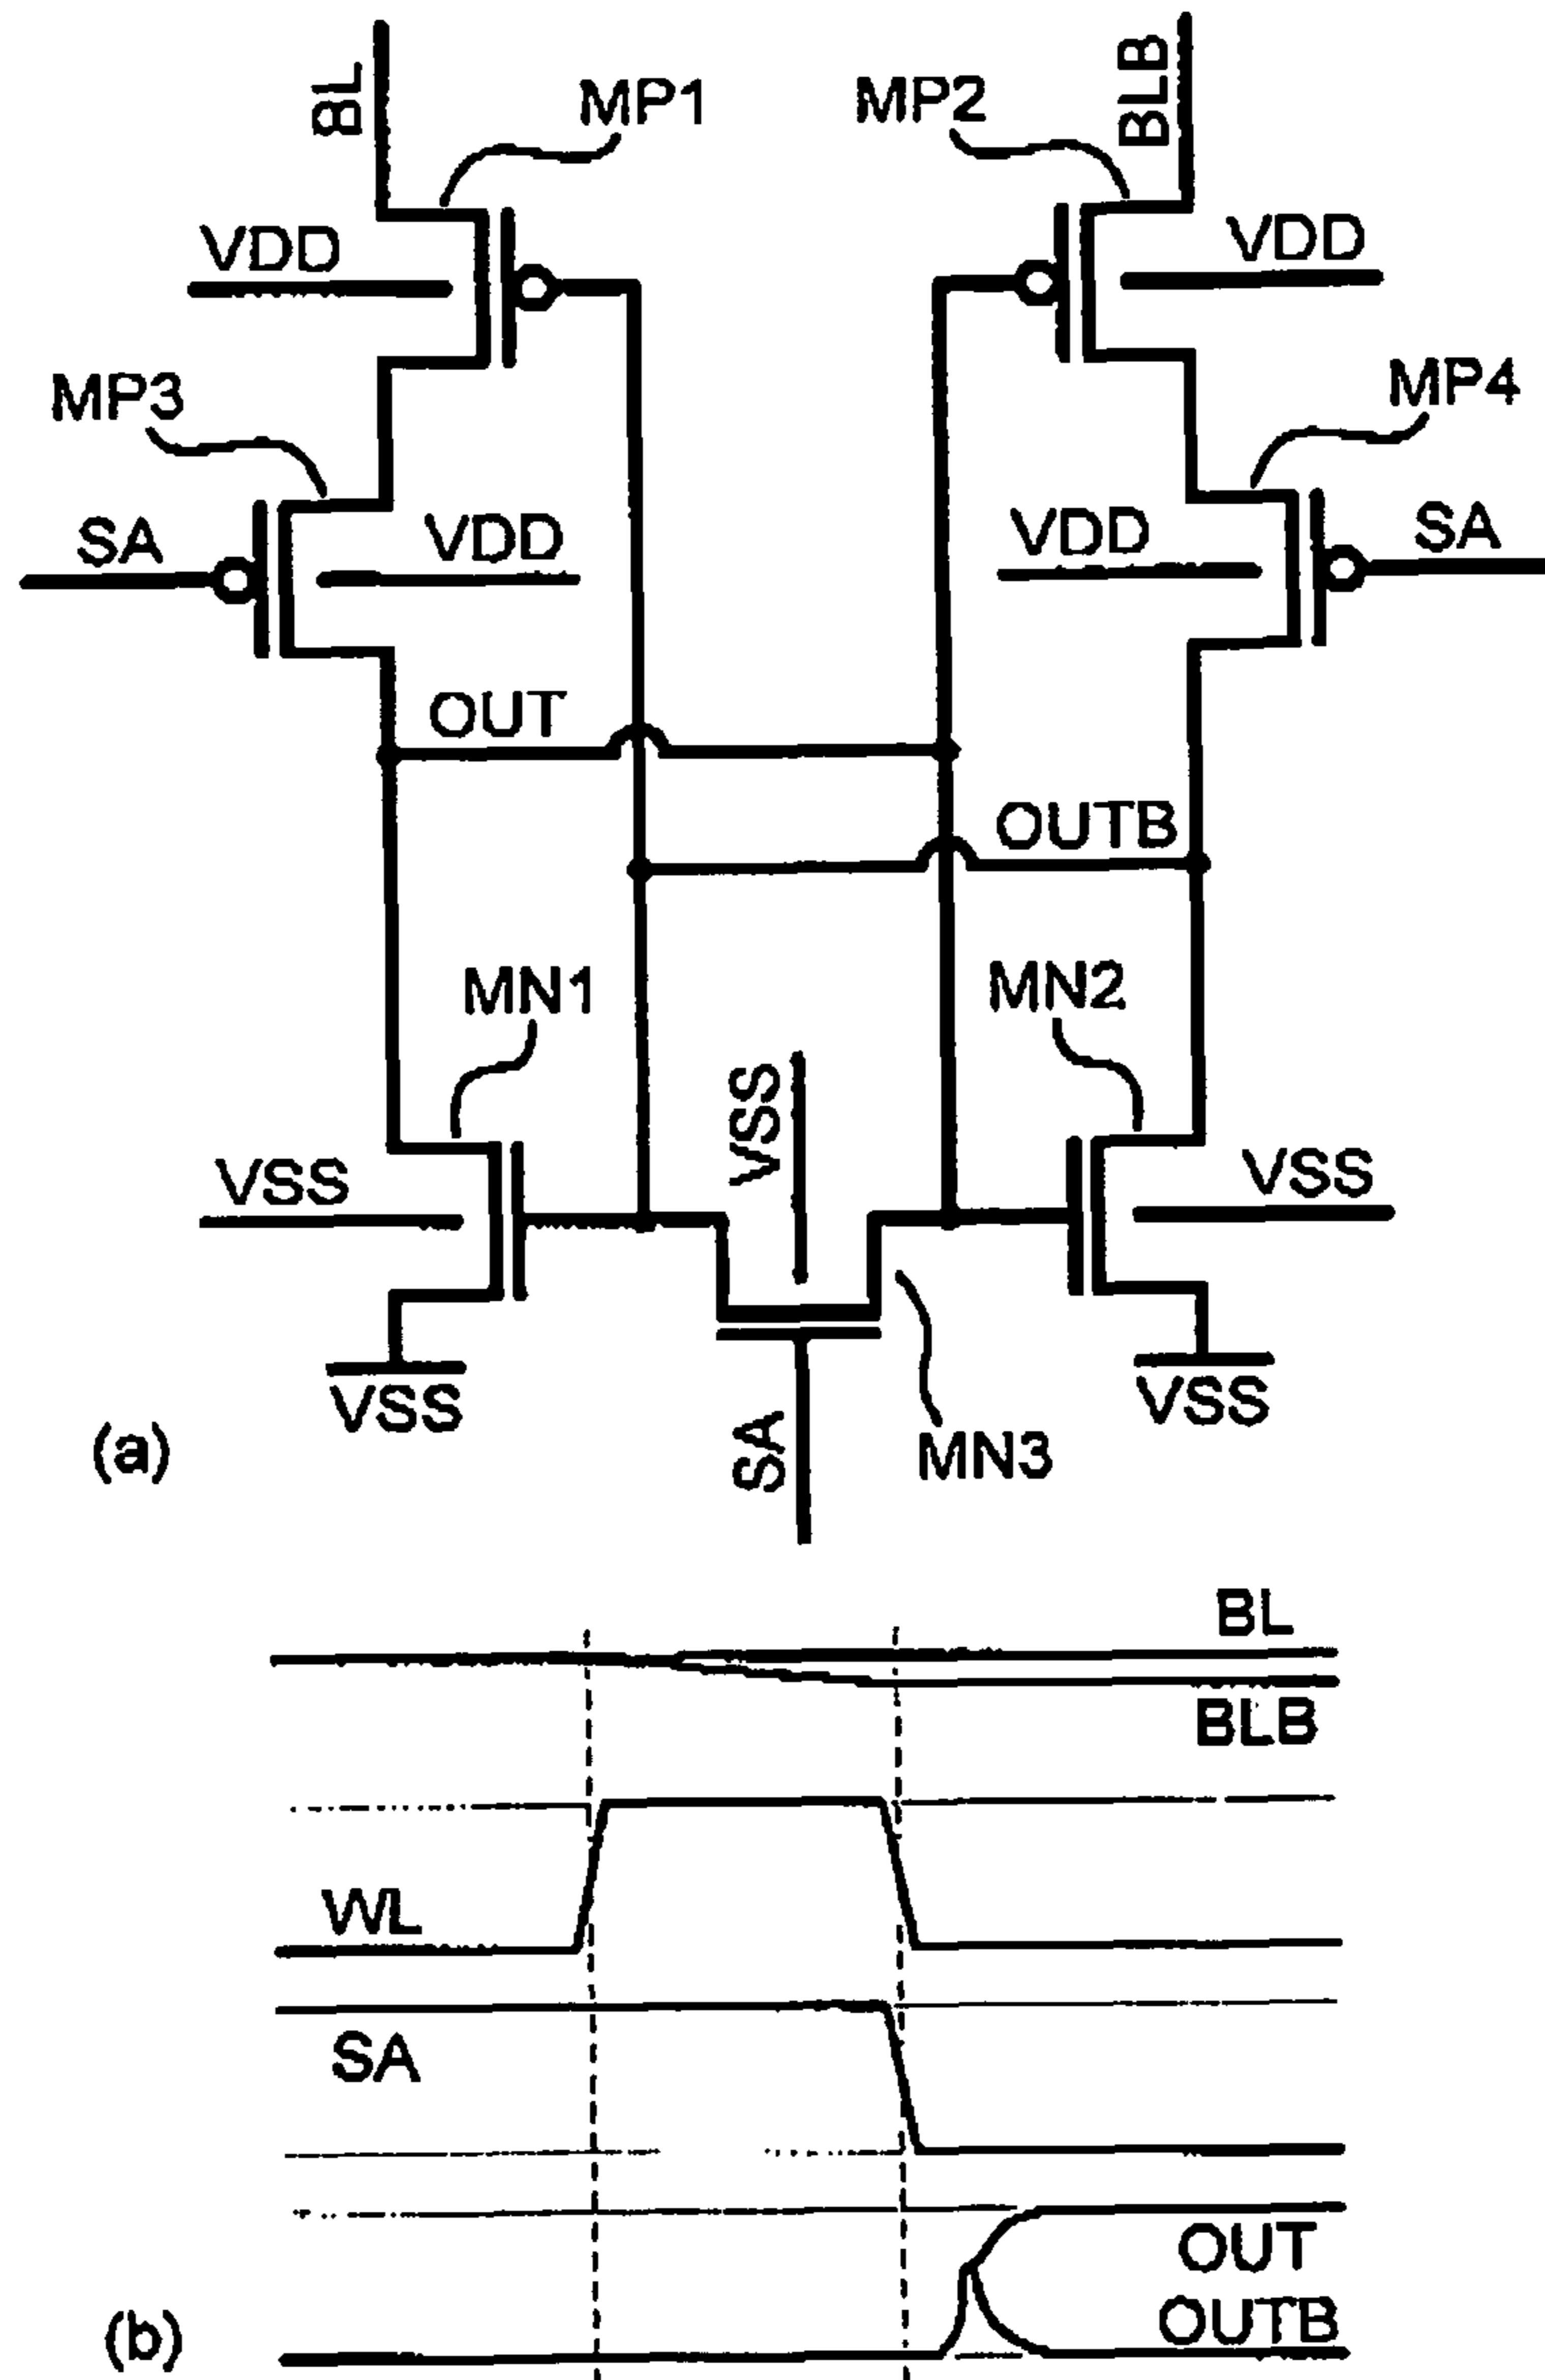 BL
MP1
MP2
BLB
VDD
VDD
MP3
MP4
SA
VDD
VDD
SA
OUT
OUTB
MN1
MN2
VSS
VSS
VSS
VSS
VSS
SA
MN3
(a)
BL
BLB
WL
SA
OUT
OUTB
(b)